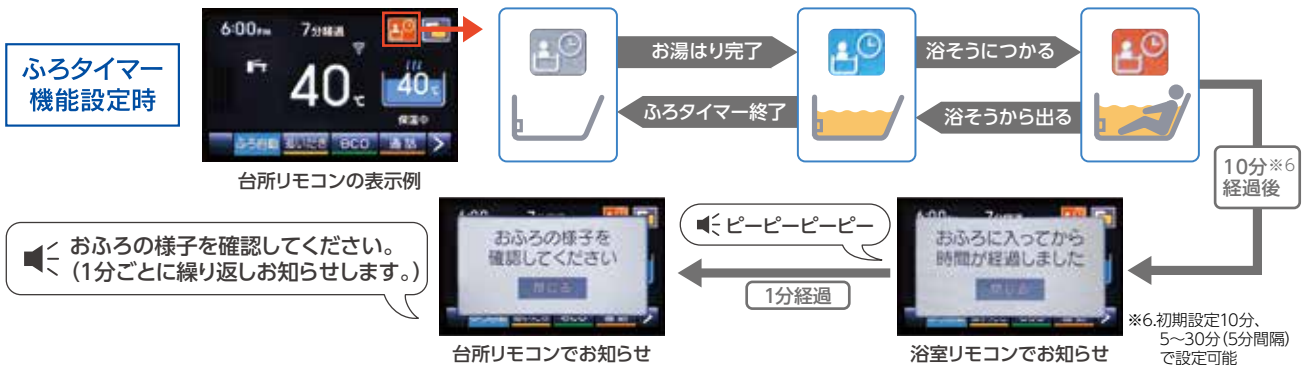 ふろタイマー
機能設定時
6:00PM
7分経過
40℃
40℃
保温中
ふろ自動
追いだき
ECO
通話
台所リモコンの表示例
お湯はり完了
ふろタイマー終了
浴そうにつかる
浴そうから出る
10分※6
経過後
おふろに入ってから
時間が経過しました
閉じる
浴室リモコンでお知らせ
※6.初期設定10分、
5〜30分(5分間隔)
で設定可能
ピーピーピーピー
1分経過
おふろの様子を
確認してください
閉じる
台所リモコンでお知らせ
おふろの様子を確認してください。
(1分ごとに繰り返しお知らせします。)